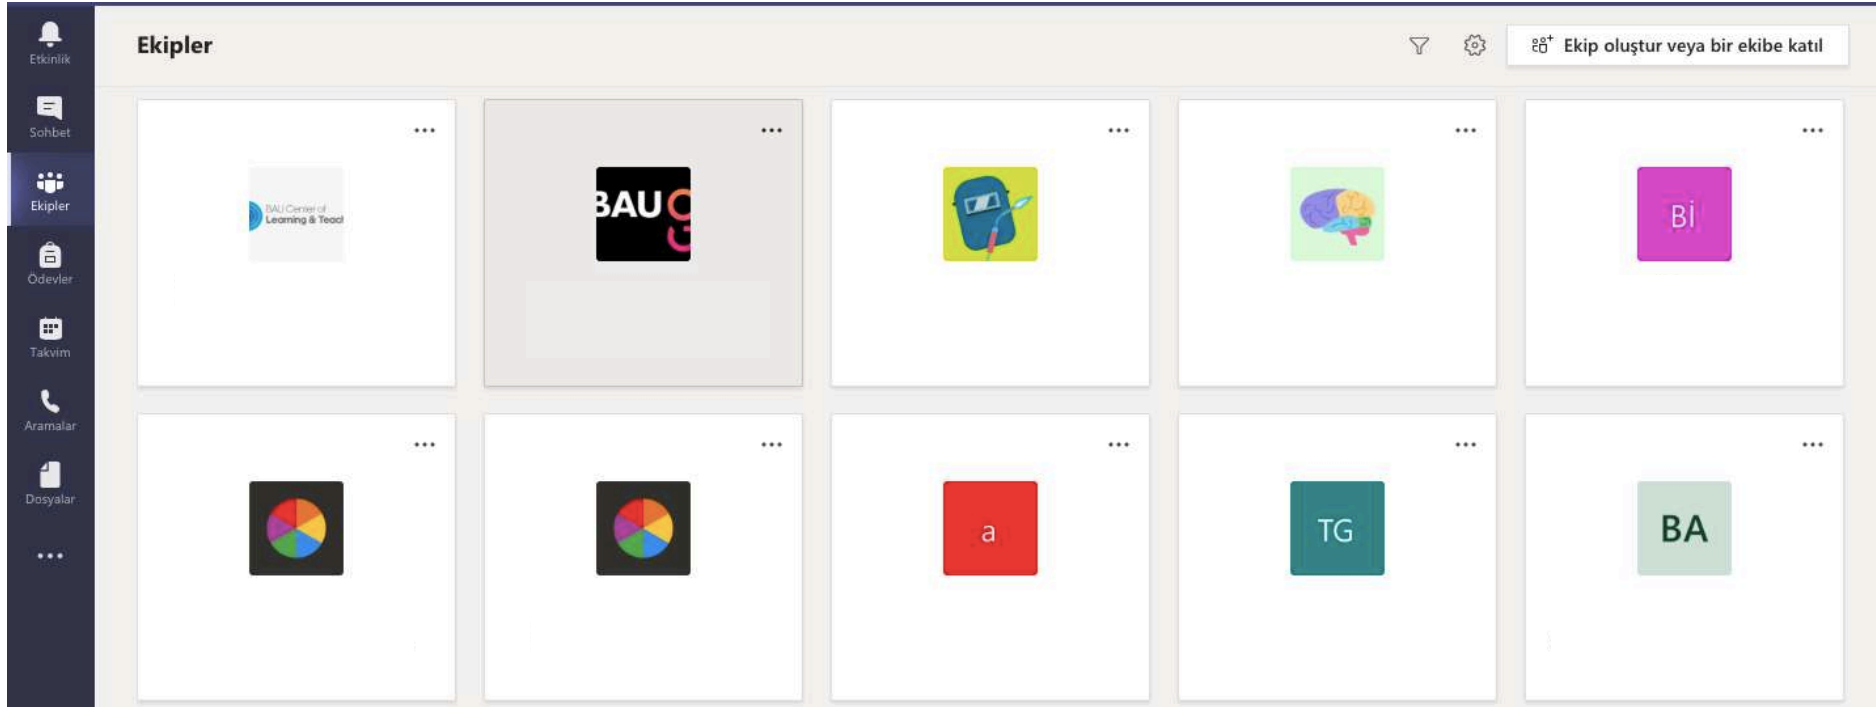 Etkinlik
Sohbet
Ekipler
Ödevler
Takvim
Aramalar
Dosyalar
Ekipler
Ekip oluştur veya bir ekibe katıl
BAU Center of
Learning & Teach
BAU
Bİ
a
TG
BA